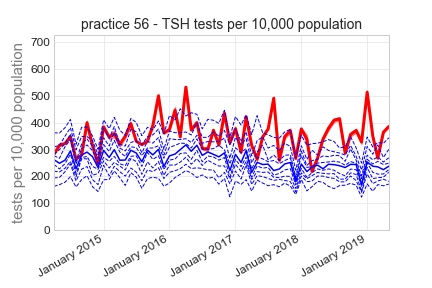 practice 56 - TSH tests per 10,000 population
tests per 10,000 population
700
600
500
400
300
200
100
0
January 2015
January 2016
January 2017
January 2018
January 2019